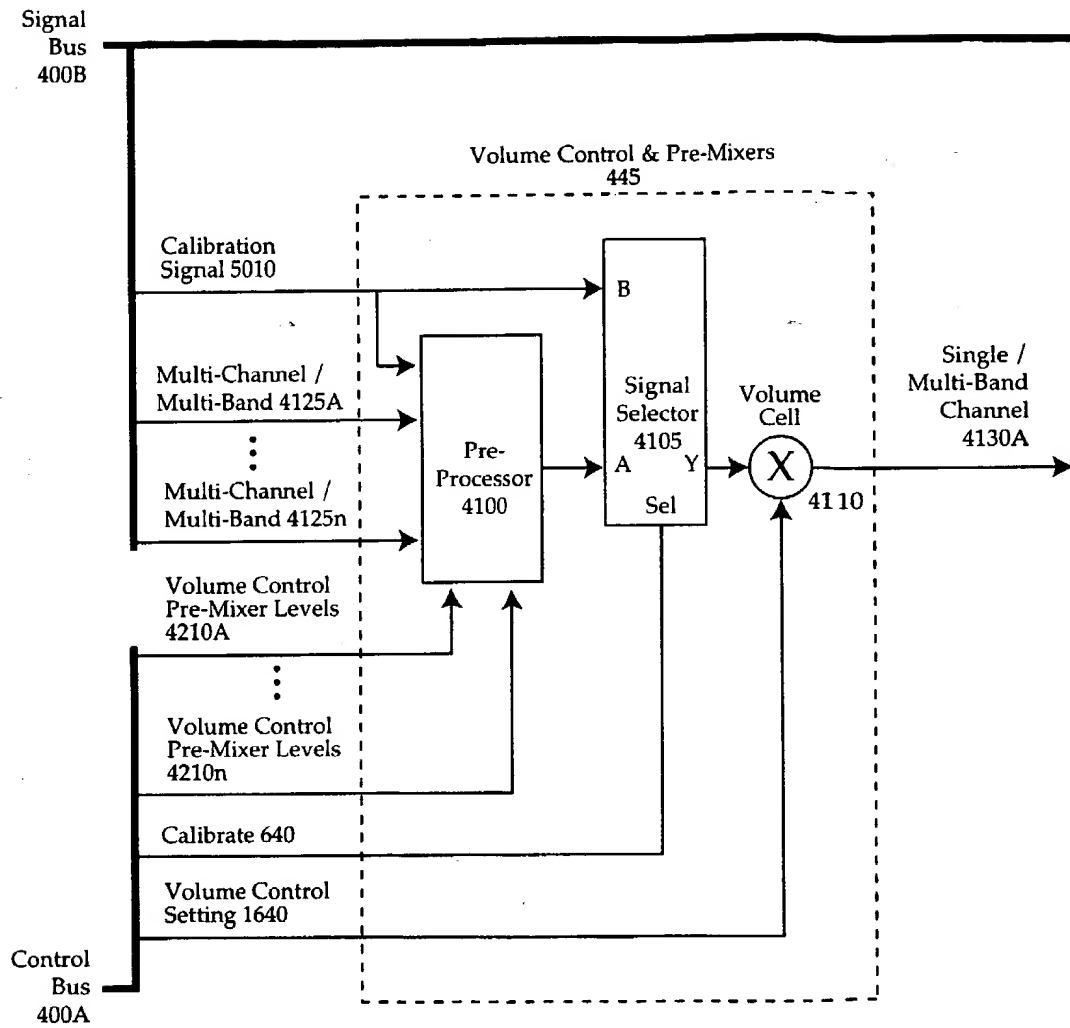 Signal
Bus
400B
Volume Control & Pre-Mixers
445
Calibration
Signal 5010
B
Multi-Channel /
Multi-Band 4125A
Pre-
Processor
4100
Signal
Selector
4105
A
Y
Sel
Volume
Cell
X
4110
Single /
Multi-Band
Channel
4130A
Multi-Channel /
Multi-Band 4125n
Volume Control
Pre-Mixer Levels
4210A
Volume Control
Pre-Mixer Levels
4210n
Calibrate 640
Volume Control
Setting 1640
Control
Bus
400A